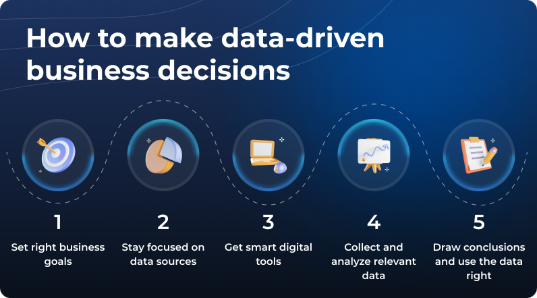 How to make data-driven
business decisions
1
Set right business
goals
2
Stay focused on
data sources
3
Get smart digital
tools
4
Collect and
analyze relevant
data
5
Draw conclusions
and use the data
right